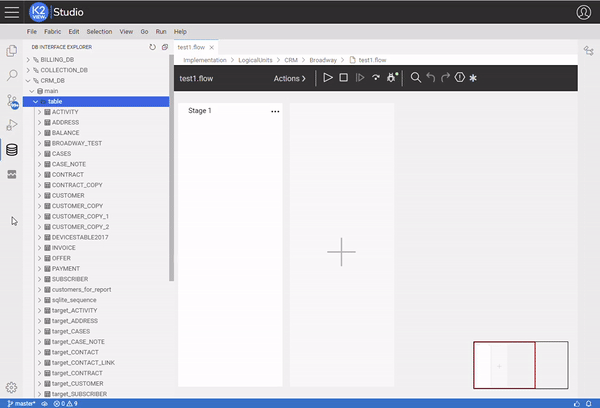 K2
VIEW
Studio
File Fabric Edit Selection View Go Run Help
DB INTERFACE EXPLORER
test1.flow
BILLING_DB
COLLECTION_DB
CRM_DB
main
table
ACTIVITY
ADDRESS
BALANCE
BROADWAY_TEST
CASES
CASE_NOTE
CONTRACT
CONTRACT_COPY
CUSTOMER
CUSTOMER_COPY
CUSTOMER_COPY_1
CUSTOMER_COPY_2
DEVICESTABLE2017
INVOICE
OFFER
PAYMENT
SUBSCRIBER
customers_for_report
sqlite_sequence
target_ACTIVITY
target_ADDRESS
target_CASES
target_CASE_NOTE
target_CONTACT
target_CONTACT_LINK
target_CONTRACT
target_CUSTOMER
target_SUBSCRIBER
Implementation > LogicalUnits > CRM > Broadway > test1.flow
test1.flow Actions >
Stage 1
master* 0 9